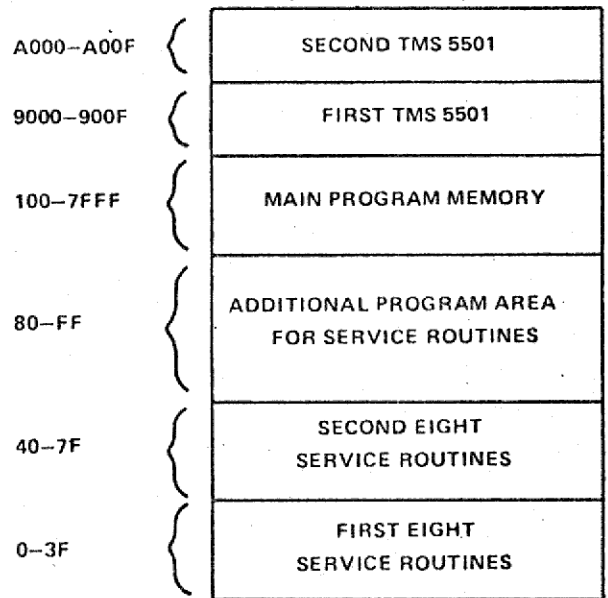 A000–A00F
SECOND TMS 5501
9000–900F
FIRST TMS 5501
100–7FFF
MAIN PROGRAM MEMORY
80–FF
ADDITIONAL PROGRAM AREA
FOR SERVICE ROUTINES
40–7F
SECOND EIGHT
SERVICE ROUTINES
0–3F
FIRST EIGHT
SERVICE ROUTINES